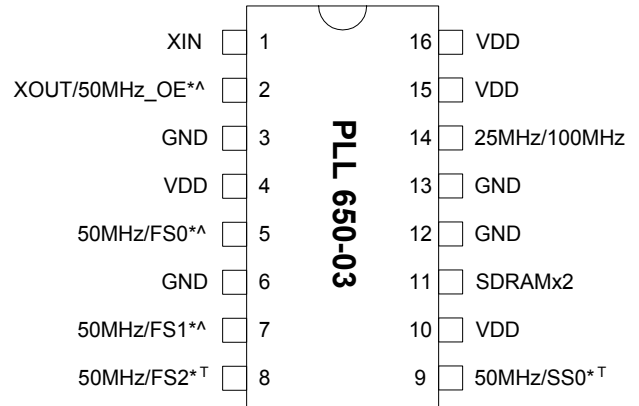 XIN 1 16 VDD
XOUT/50MHz_OE*^ 2 15 VDD
GND 3 14 25MHz/100MHz
VDD 4 13 GND
50MHz/FS0*^ 5 12 GND
GND 6 11 SDRAMx2
50MHz/FS1*^ 7 10 VDD
50MHz/FS2*T 8 9 50MHz/SS0*T
PLL 650-03